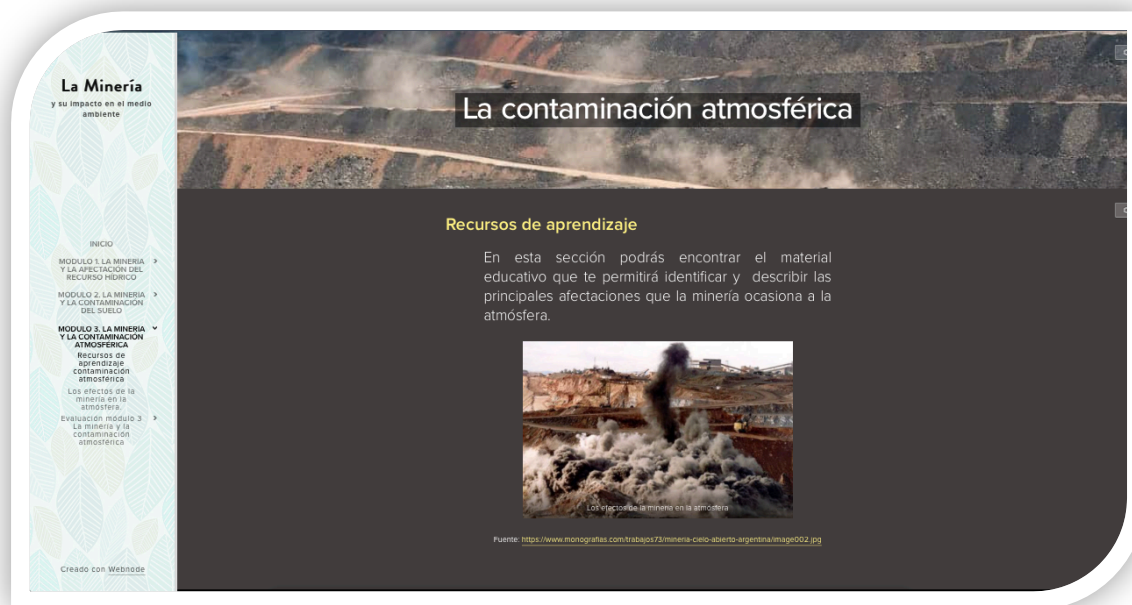 La Minería
y su impacto en el medio
ambiente
INICIO
MODULO 1. LA MINERIA
Y LA AFECTACIÓN DEL
RECURSO HÍDRICO
MODULO 2. LA MINERIA
Y LA CONTAMINACIÓN
DEL SUELO
MODULO 3. LA MINERIA
Y LA CONTAMINACIÓN
ATMOSFÉRICA
Recursos de
aprendizaje
contaminación
atmosférica
Los efectos de la
minería en la
atmósfera.
Evaluación módulo 3
La minería y la
contaminación
atmosférica
Creado con Webnode
La contaminación atmosférica
Recursos de aprendizaje
En esta sección podrás encontrar el material
educativo que te permitirá identificar y describir las
principales afectaciones que la minería ocasiona a la
atmósfera.
Los efectos de la minería en la atmósfera
Fuente: https://www.monografias.com/trabajos73/mineria-cielo-abierto-argentina/image002.jpg